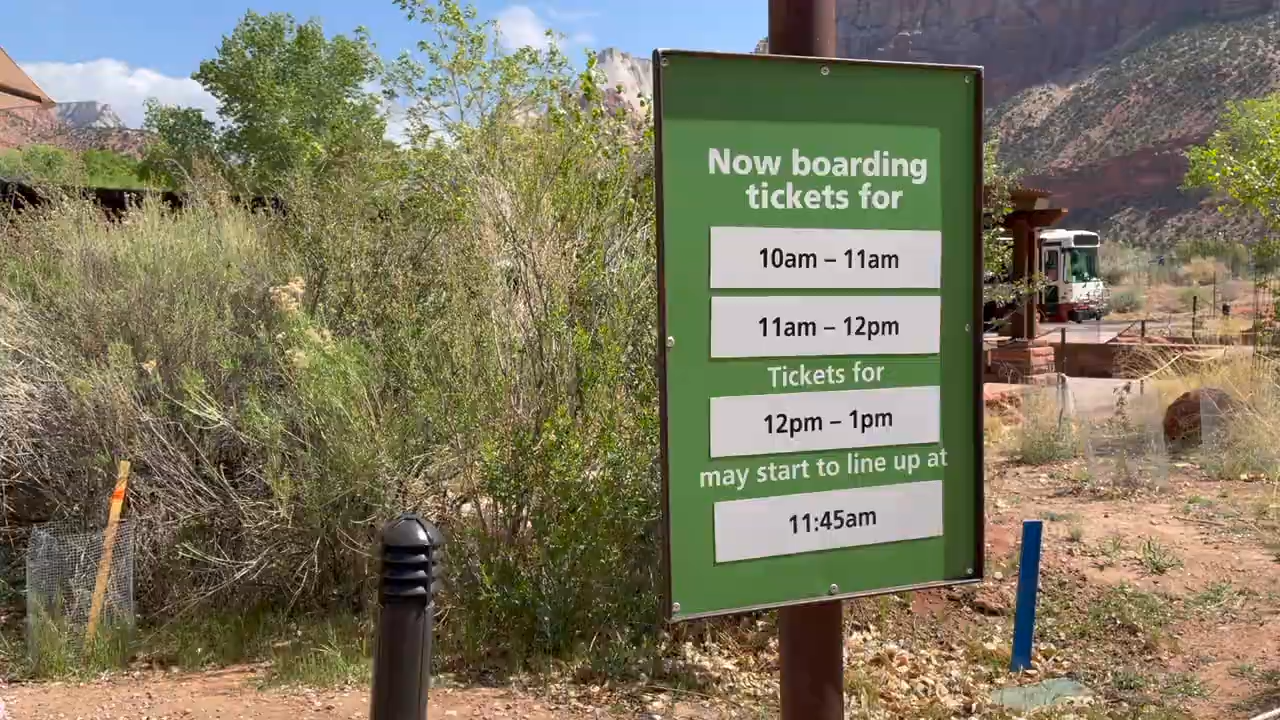 Now boarding
tickets for
10am – 11am
11am – 12pm
Tickets for
12pm – 1pm
may start to line up at
11:45am